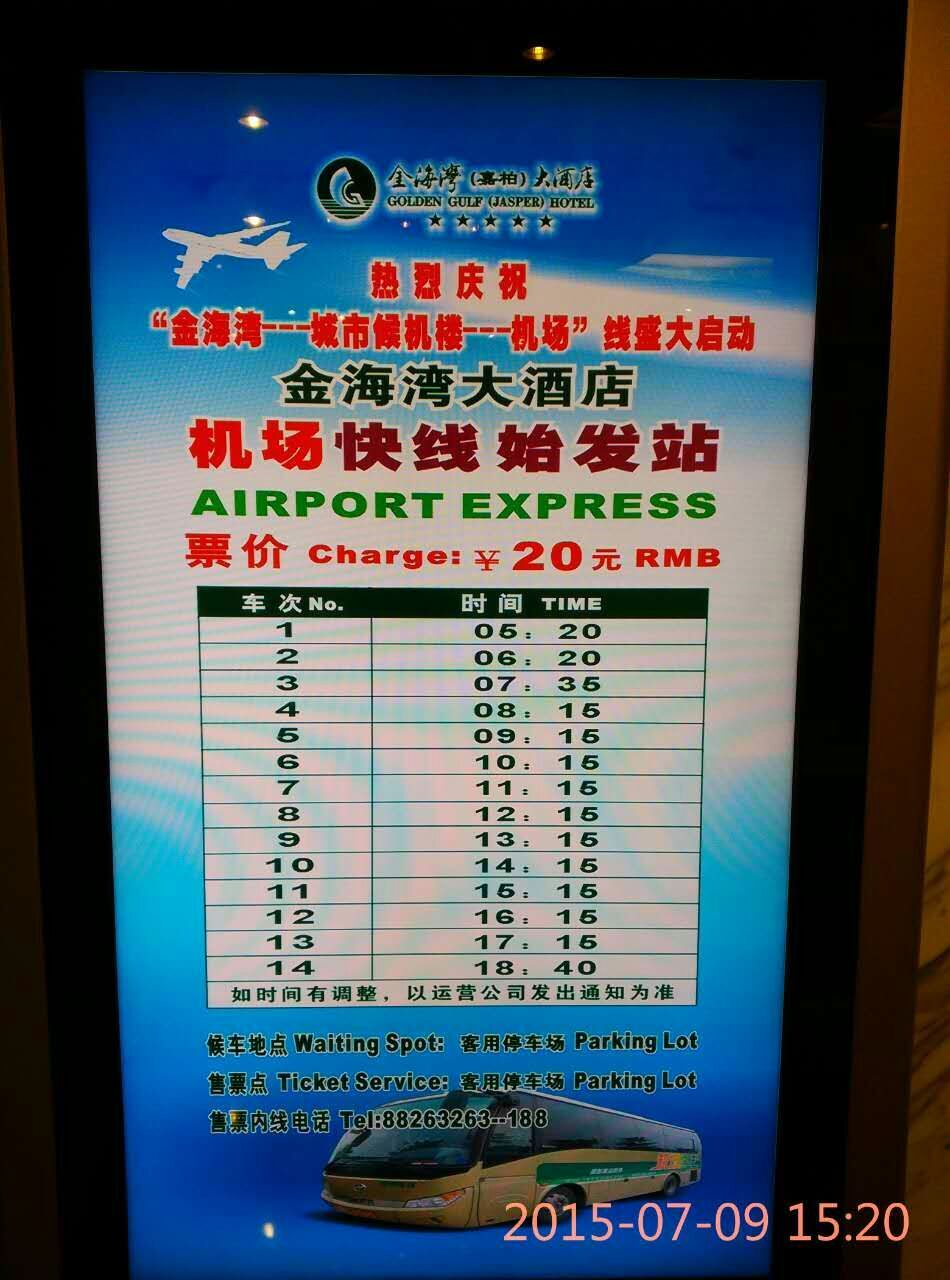 金海湾(嘉柏)大酒店
GOLDEN GULF (JASPER) HOTEL
热烈庆祝
“金海湾---城市候机楼---机场”线盛大启动
金海湾大酒店
机场快线始发站
AIRPORT EXPRESS
票价 Charge: ¥ 20 元 RMB
车次No. 时间 TIME
1 05:20
2 06:20
3 07:35
4 08:15
5 09:15
6 10:15
7 11:15
8 12:15
9 13:15
10 14:15
11 15:15
12 16:15
13 17:15
14 18:40
如时间有调整，以运营公司发出通知为准
候车地点 Waiting Spot: 客用停车场 Parking Lot
售票点 Ticket Service: 客用停车场 Parking Lot
售票内线电话 Tel:88263263--188
2015-07-09 15:20